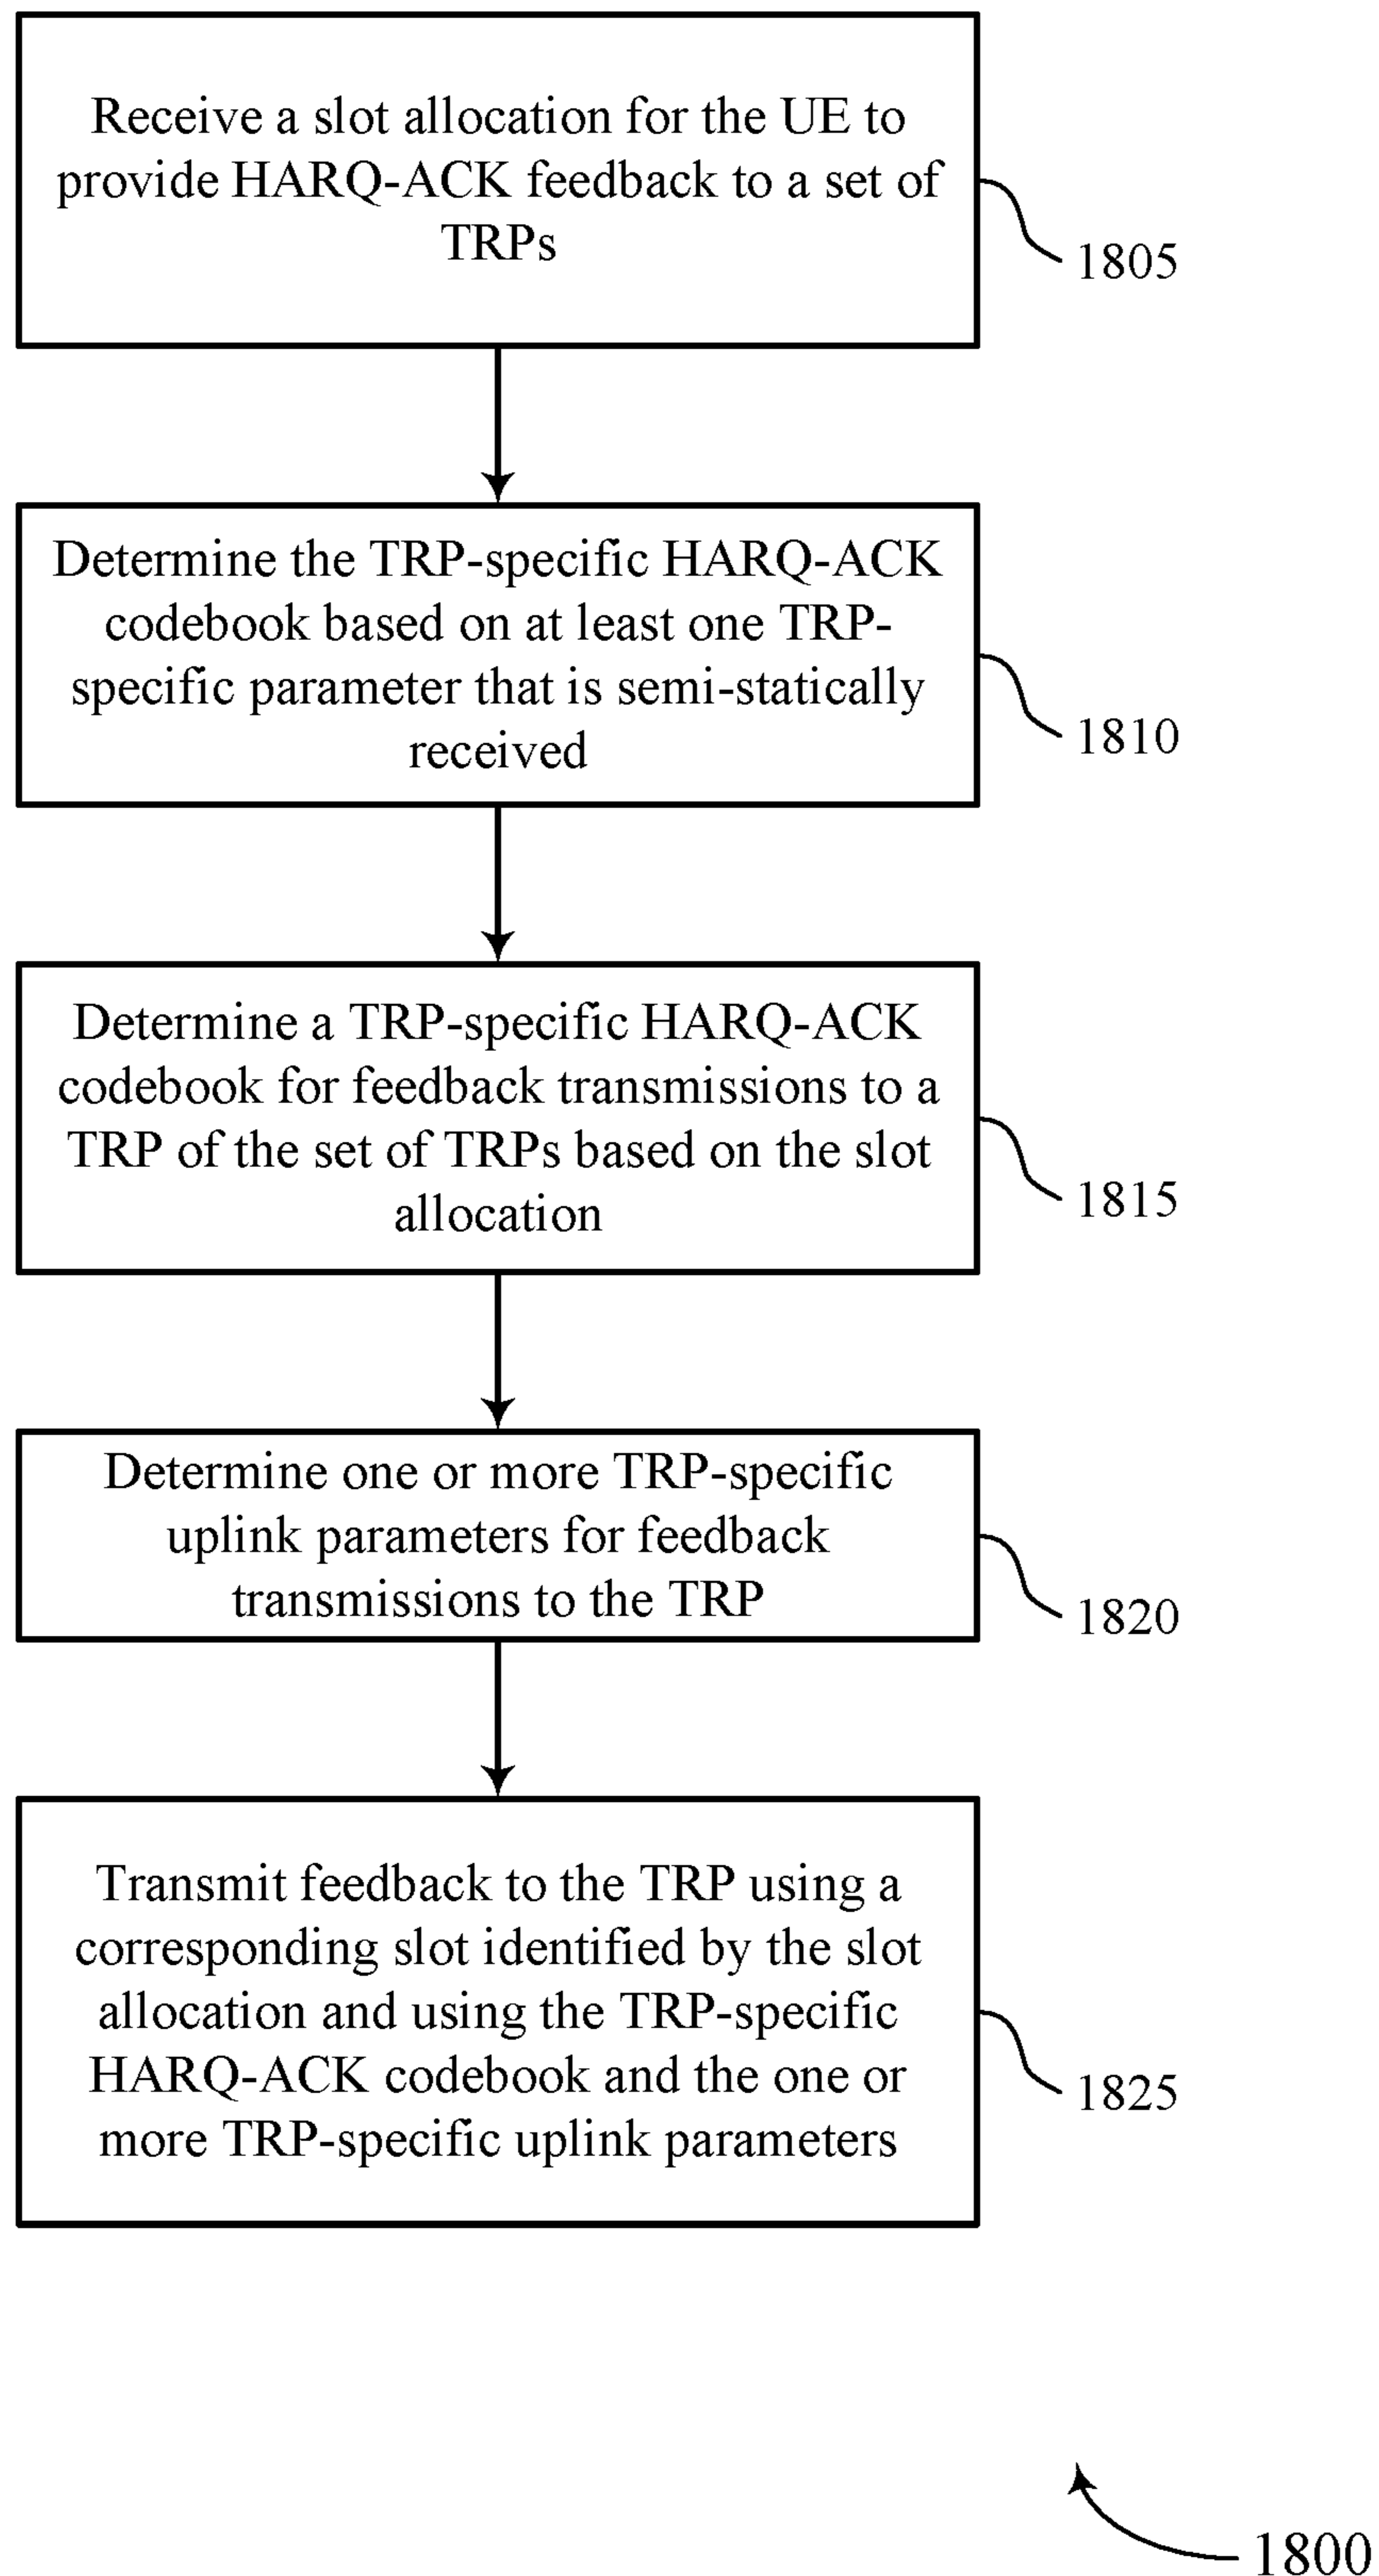 Receive a slot allocation for the UE to
provide HARQ-ACK feedback to a set of
TRPs
1805
Determine the TRP-specific HARQ-ACK
codebook based on at least one TRP-
specific parameter that is semi-statically
received
1810
Determine a TRP-specific HARQ-ACK
codebook for feedback transmissions to a
TRP of the set of TRPs based on the slot
allocation
1815
Determine one or more TRP-specific
uplink parameters for feedback
transmissions to the TRP
1820
Transmit feedback to the TRP using a
corresponding slot identified by the slot
allocation and using the TRP-specific
HARQ-ACK codebook and the one or
more TRP-specific uplink parameters
1825
1800